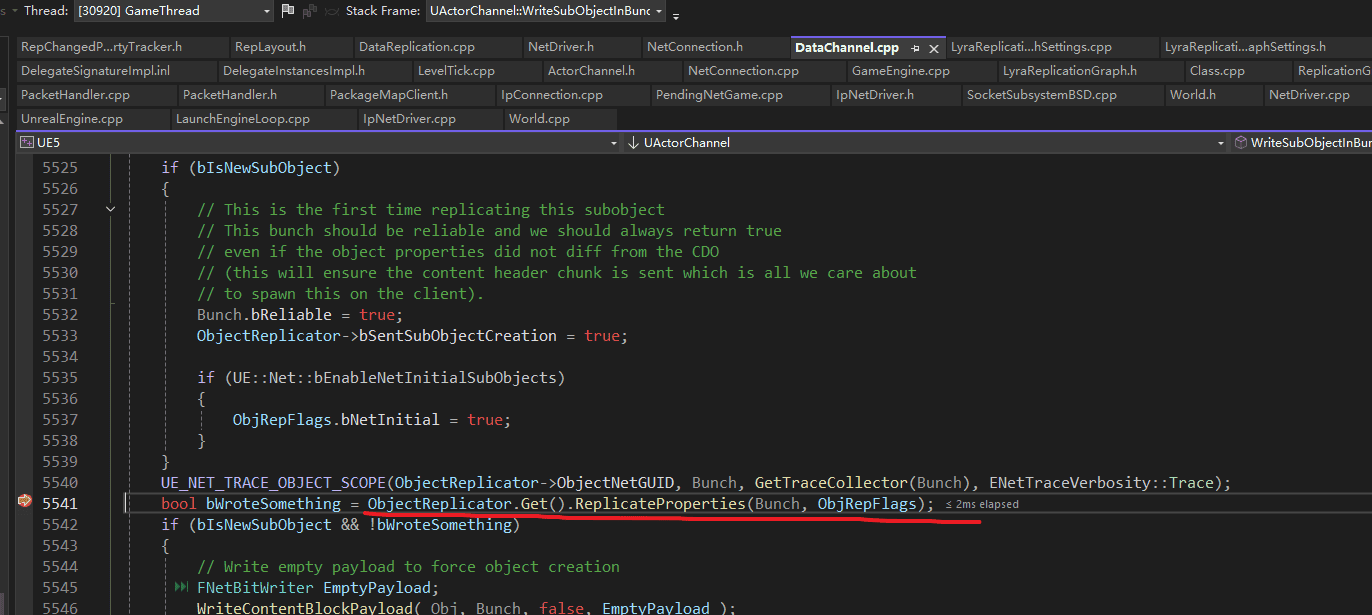 Thread: [30920] GameThread Stack Frame: UActorChannel::WriteSubObjectInBunc
RepChangedP...rtyTracker.h RepLayout.h DataReplication.cpp NetDriver.h NetConnection.h DataChannel.cpp LyraReplicati...hSettings.cpp LyraReplicati...aphSettings.h
DelegateSignatureImpl.inl DelegateInstancesImpl.h LevelTick.cpp ActorChannel.h NetConnection.cpp GameEngine.cpp LyraReplicationGraph.h Class.cpp ReplicationG
PacketHandler.cpp PacketHandler.h PackageMapClient.h IpConnection.cpp PendingNetGame.cpp IpNetDriver.h SocketSubsystemBSD.cpp World.h NetDriver.cpp
UnrealEngine.cpp LaunchEngineLoop.cpp IpNetDriver.cpp World.cpp
UE5 UActorChannel WriteSubObjectInBun
5525 if (bIsNewSubObject)
5526 {
5527 // This is the first time replicating this subobject
5528 // This bunch should be reliable and we should always return true
5529 // even if the object properties did not diff from the CDO
5530 // (this will ensure the content header chunk is sent which is all we care about
5531 // to spawn this on the client).
5532 Bunch.bReliable = true;
5533 ObjectReplicator->bSentSubObjectCreation = true;
5534
5535 if (UE::Net::bEnableNetInitialSubObjects)
5536 {
5537 ObjRepFlags.bNetInitial = true;
5538 }
5539 }
5540 UE_NET_TRACE_OBJECT_SCOPE(ObjectReplicator->ObjectNetGUID, Bunch, GetTraceCollector(Bunch), ENetTraceVerbosity::Trace);
5541 bool bWroteSomething = ObjectReplicator.Get().ReplicateProperties(Bunch, ObjRepFlags); ≤ 2ms elapsed
5542 if (bIsNewSubObject && !bWroteSomething)
5543 {
5544 // Write empty payload to force object creation
5545 FNetBitWriter EmptyPayload;
5546 WriteContentBlockPayload( Obj, Bunch, false, EmptyPayload );